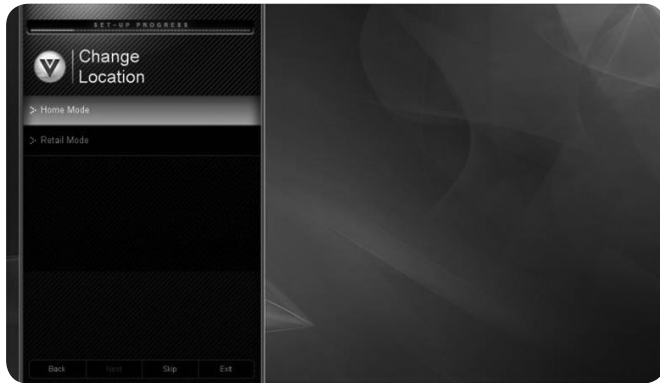 SET-UP PROGRESS
Change
Location
> Home Mode
> Retail Mode
Back Next Skip Exit